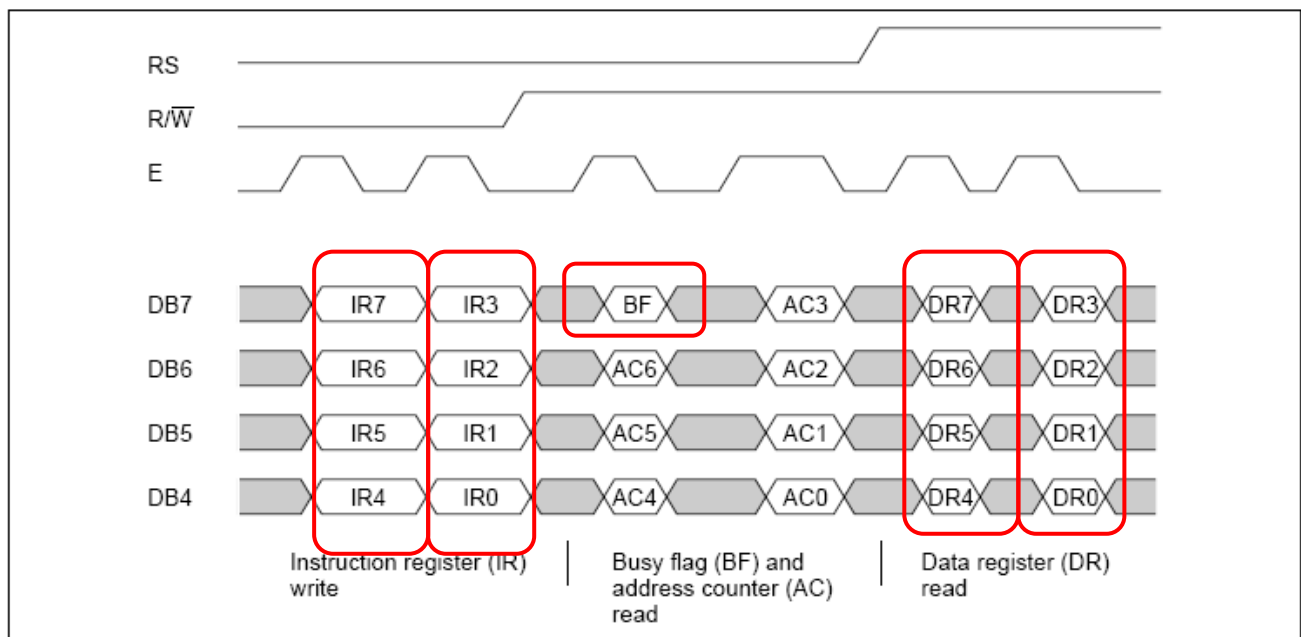 RS
R/W̅
E
DB7 IR7 IR3 BF AC3 DR7 DR3
DB6 IR6 IR2 AC6 AC2 DR6 DR2
DB5 IR5 IR1 AC5 AC1 DR5 DR1
DB4 IR4 IR0 AC4 AC0 DR4 DR0
Instruction register (IR)
write
Busy flag (BF) and
address counter (AC)
read
Data register (DR)
read